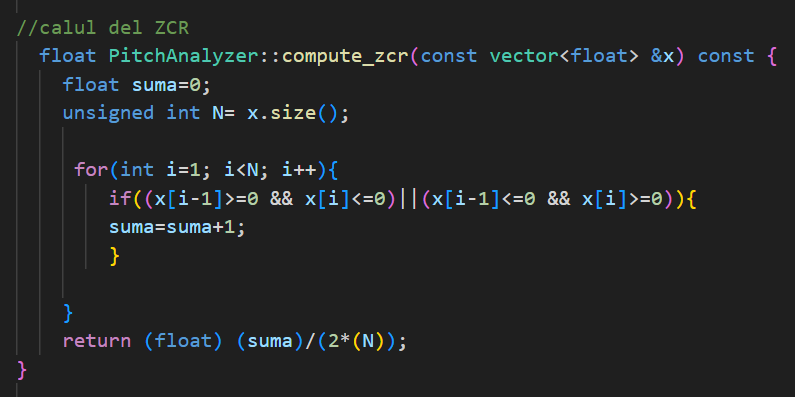 //calul del ZCR
float PitchAnalyzer::compute_zcr(const vector<float> &x) const {
float suma=0;
unsigned int N= x.size();
for(int i=1; i<N; i++){
if((x[i-1]>=0 && x[i]<=0)||(x[i-1]<=0 && x[i]>=0)){
suma=suma+1;
}
}
return (float) (suma)/(2*(N));
}